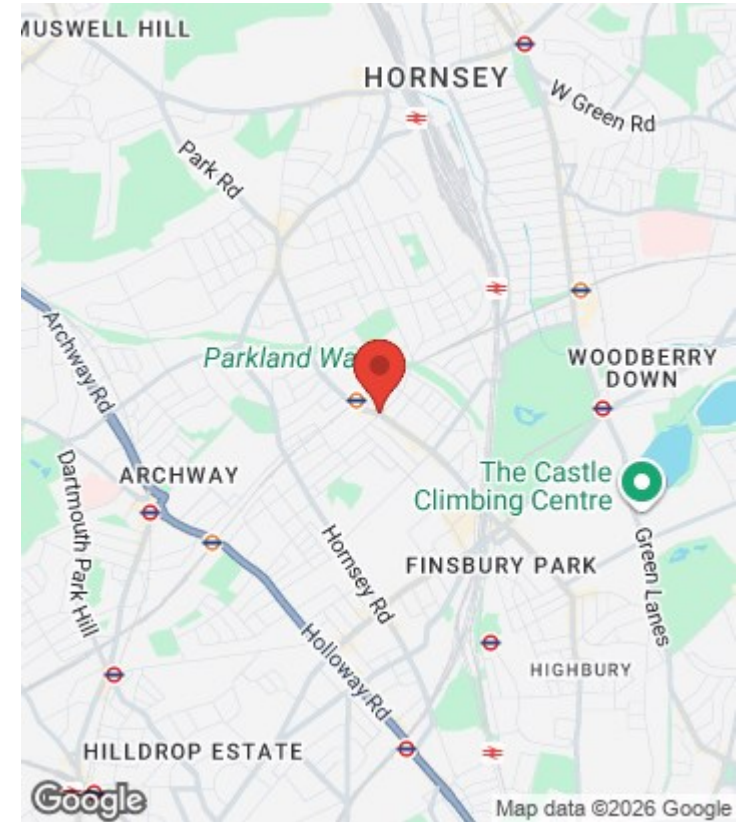 MUSWELL HILL
HORNSEY
W Green Rd
Park Rd
Archway Rd
Parkland Wa
WOODBERRY
DOWN
ARCHWAY
The Castle
Climbing Centre
Dartmouth Park Hill
Hornsey Rd
FINSBURY PARK
Green Lanes
Holloway Rd
HIGHBURY
HILLDROP ESTATE
Google
Map data ©2026 Google